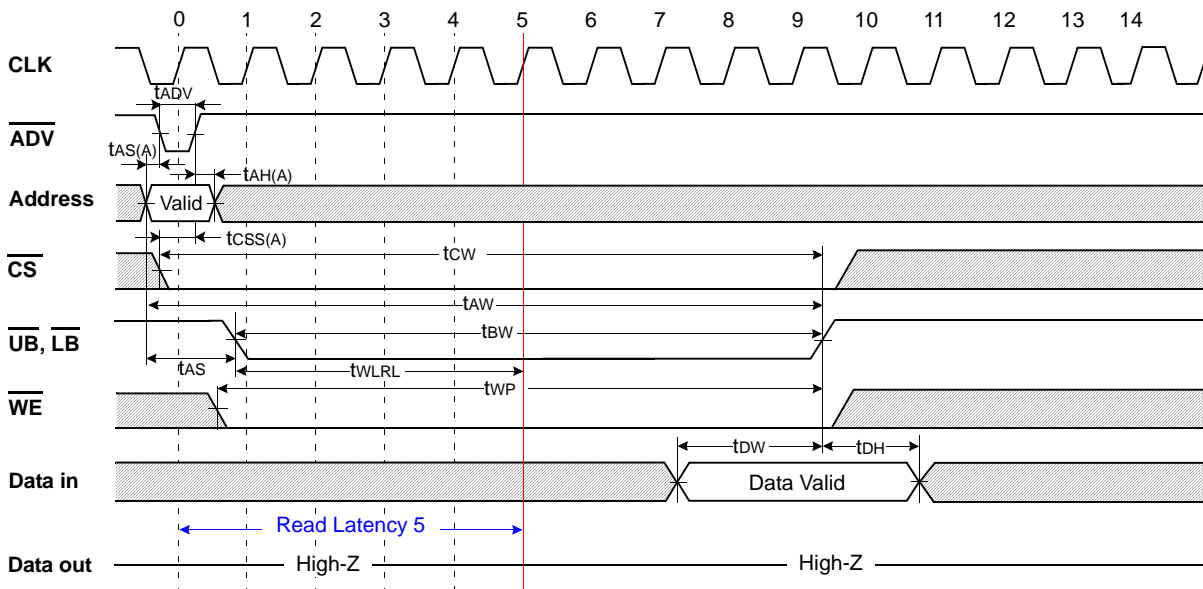 0 1 2 3 4 5 6 7 8 9 10 11 12 13 14
CLK
tADV
ADV
tAS(A)
tAH(A)
Address
Valid
tCSS(A)
CS
tCW
tAW
UB, LB
tBW
tAS
tWLRL
tWP
WE
tDW
tDH
Data in
Data Valid
Read Latency 5
Data out
High-Z
High-Z